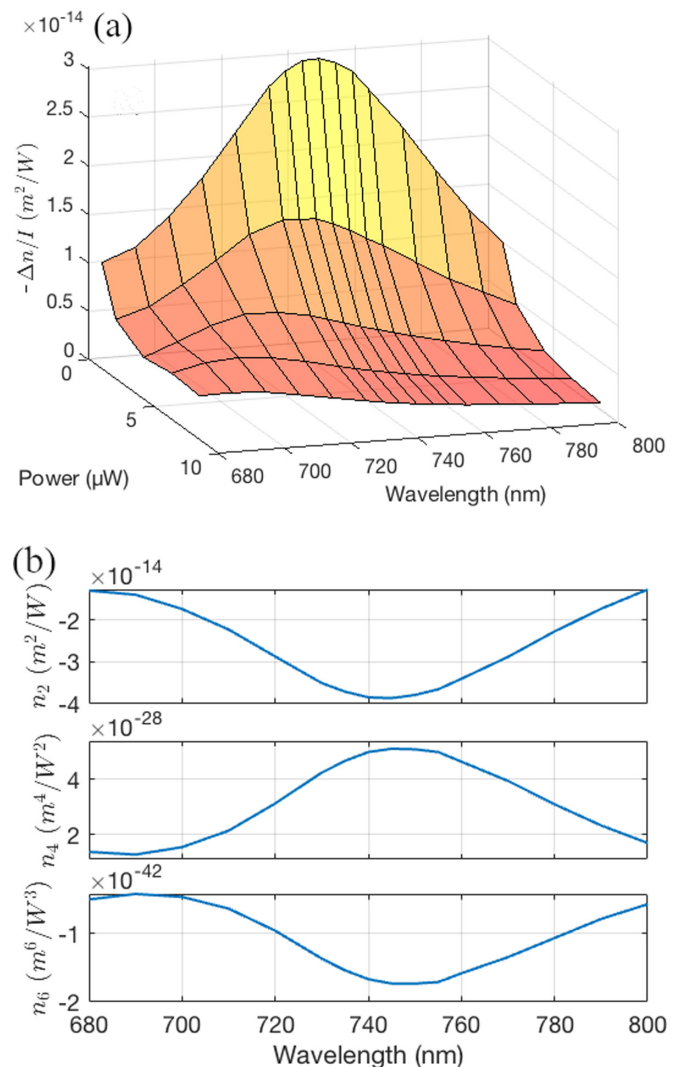 ×10⁻¹⁴ (a)
3
2.5
2
1.5
1
0.5
0
-Δn/I (m²/W)
0
5
10
Power (μW)
680 700 720 740 760 780 800
Wavelength (nm)
(b)
×10⁻¹⁴
-2
-3
-4
n₂ (m²/W)
×10⁻²⁸
4
2
n₄ (m⁴/W²)
×10⁻⁴²
-1
-2
n₆ (m⁶/W³)
680 700 720 740 760 780 800
Wavelength (nm)